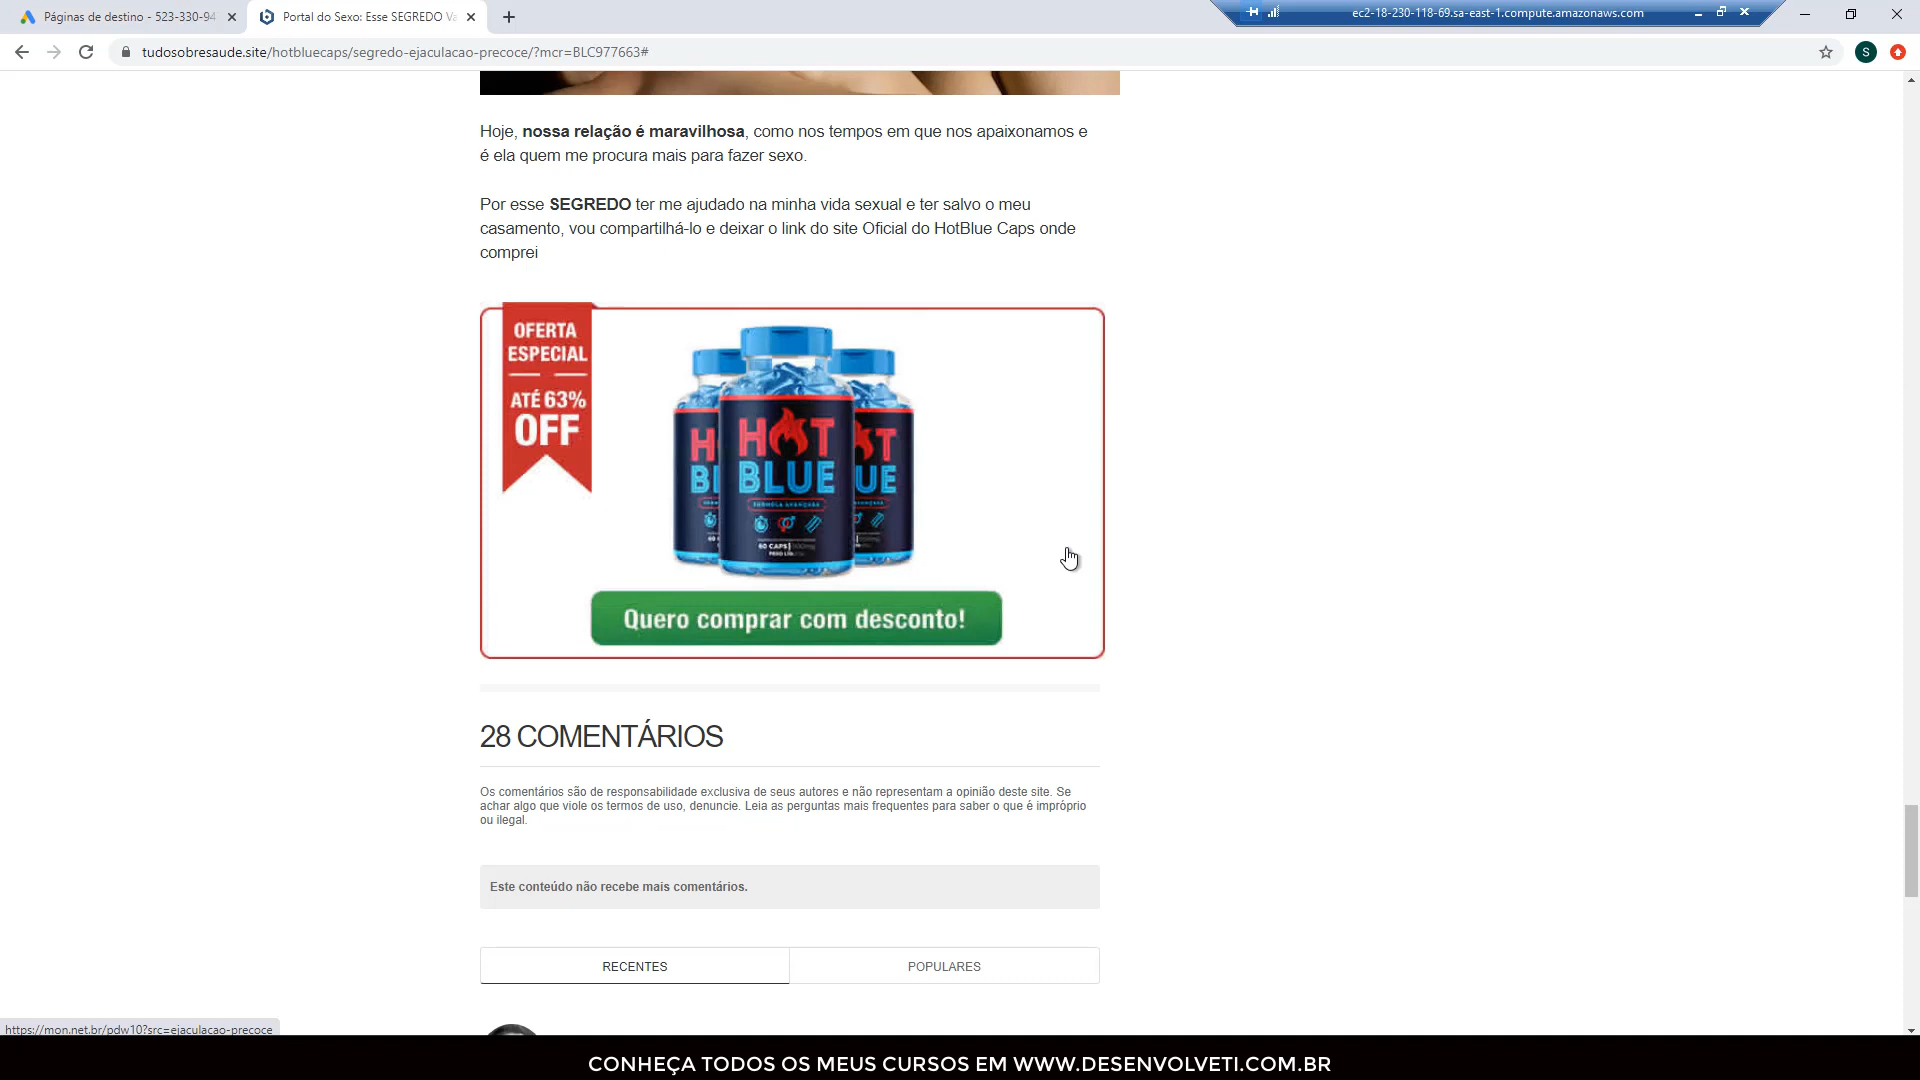 Páginas de destino - 523-330-94
Portal do Sexo: Esse SEGREDO Va
ec2-18-230-118-69.sa-east-1.compute.amazonaws.com
tudosobresaude.site/hotbluecaps/segredo-ejaculacao-precoce/?mcr=BLC977663#
S
Hoje, nossa relação é maravilhosa, como nos tempos em que nos apaixonamos e
é ela quem me procura mais para fazer sexo.
Por esse SEGREDO ter me ajudado na minha vida sexual e ter salvo o meu
casamento, vou compartilhá-lo e deixar o link do site Oficial do HotBlue Caps onde
comprei
OFERTA
ESPECIAL
ATÉ 63%
OFF
HOT
BLUE
FORMULA AVANÇADA
60 CAPS
Quero comprar com desconto!
28 COMENTÁRIOS
Os comentários são de responsabilidade exclusiva de seus autores e não representam a opinião deste site. Se
achar algo que viole os termos de uso, denuncie. Leia as perguntas mais frequentes para saber o que é impróprio
ou ilegal.
Este conteúdo não recebe mais comentários.
RECENTES
POPULARES
https://mon.net.br/pdw10?src=ejaculacao-precoce
CONHEÇA TODOS OS MEUS CURSOS EM WWW.DESENVOLVETI.COM.BR